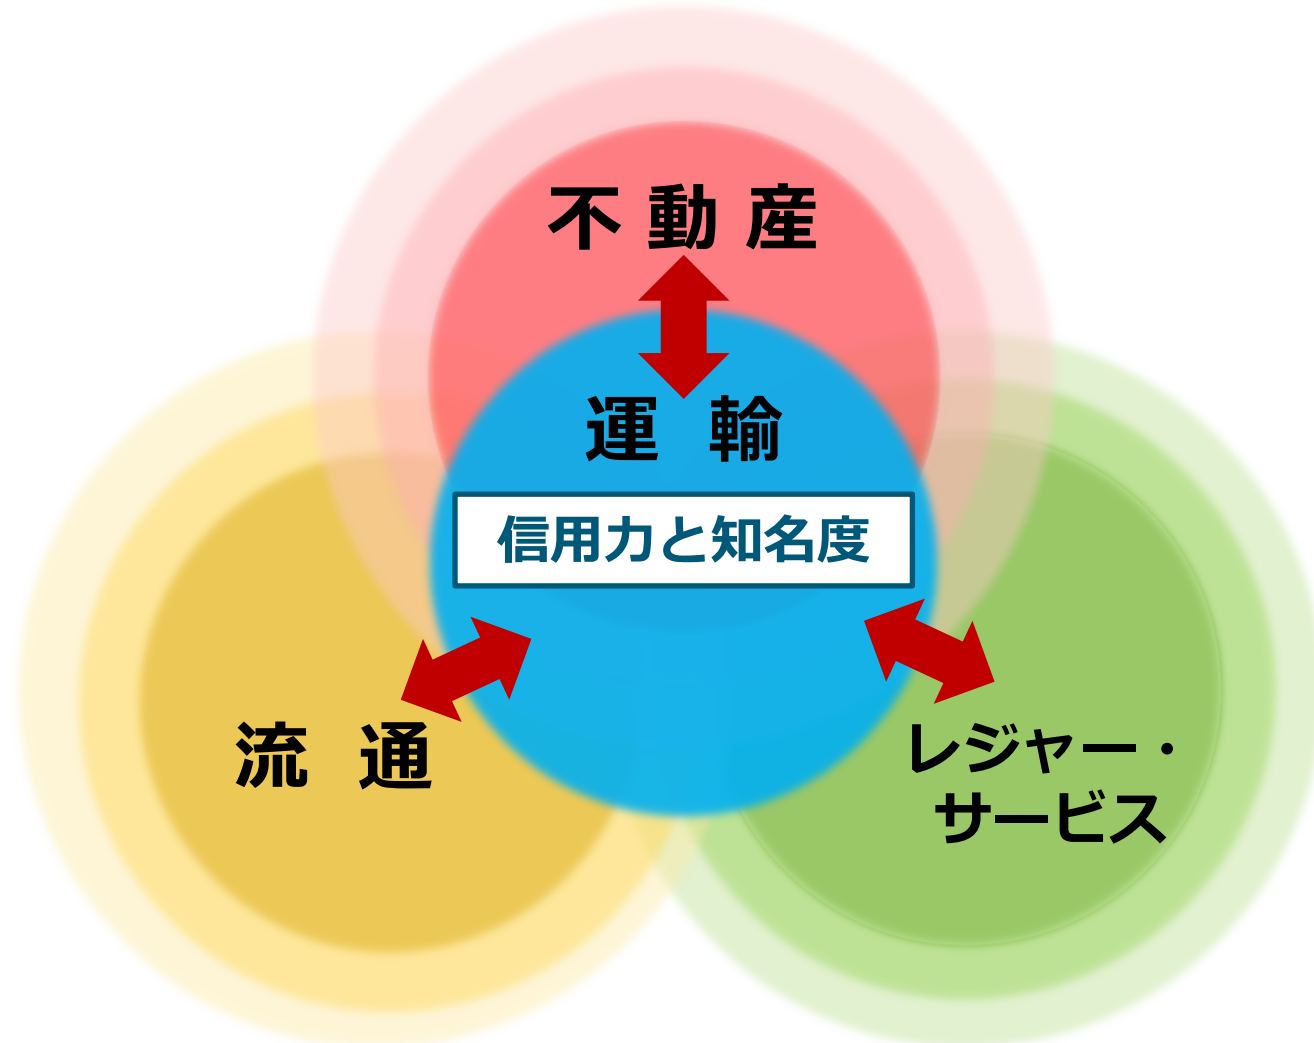 不動産
運輸
信用力と知名度
流通
レジャー・
サービス